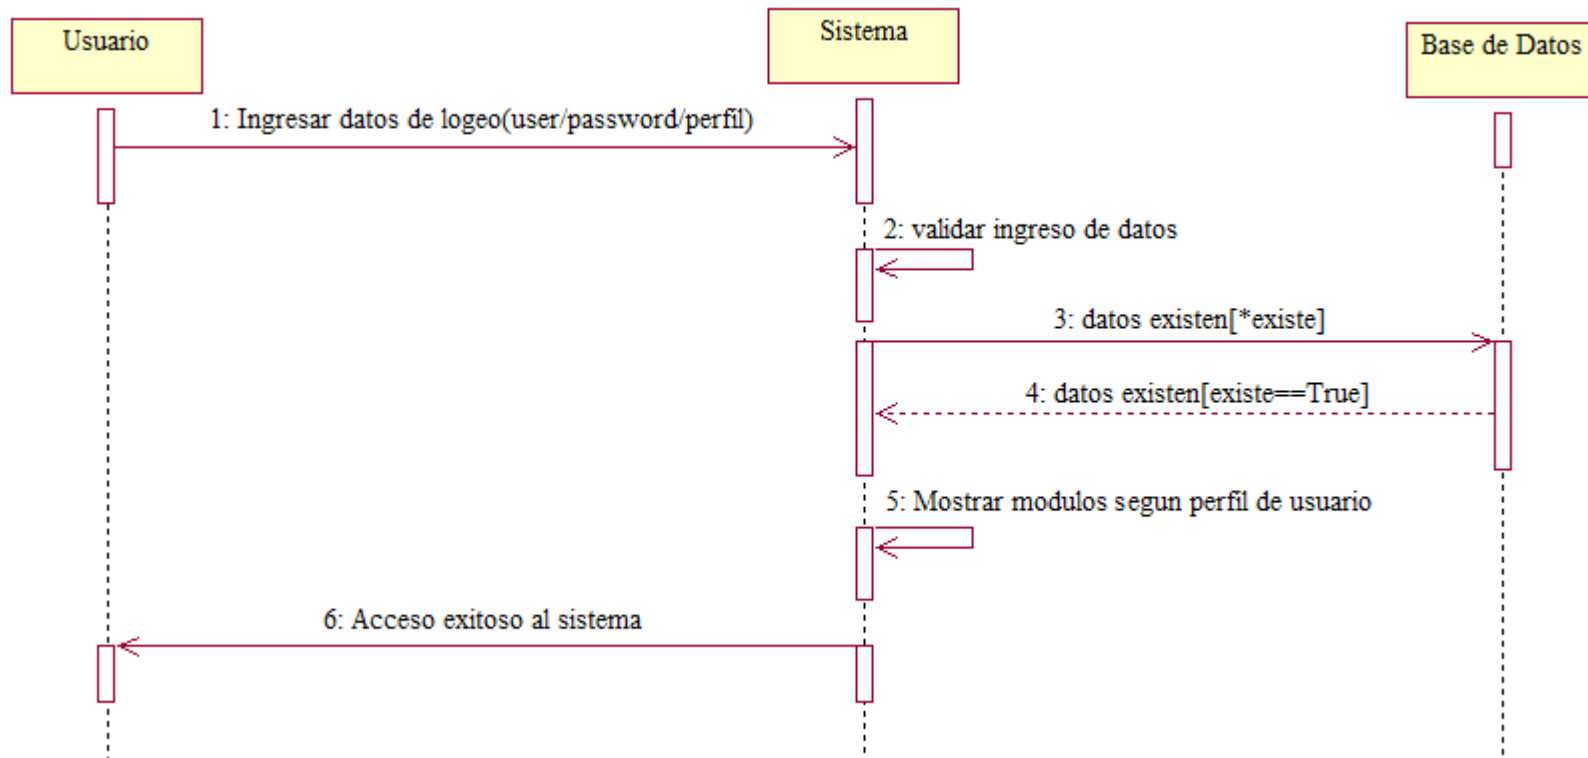 Usuario
Sistema
Base de Datos
1: Ingresar datos de logeo(user/password/perfil)
2: validar ingreso de datos
3: datos existen[*existe]
4: datos existen[existe==True]
5: Mostrar modulos segun perfil de usuario
6: Acceso exitoso al sistema